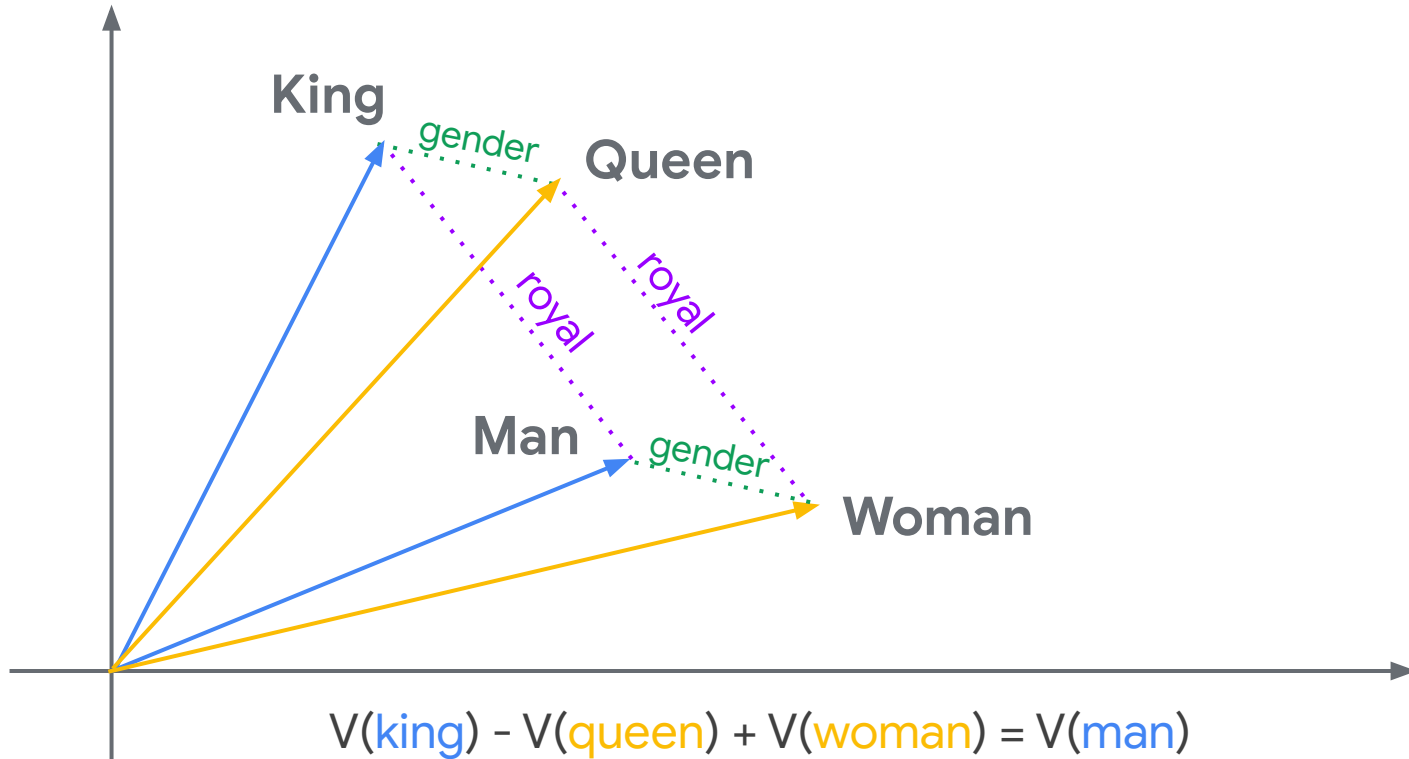 King
gender
Queen
royal
royal
Man
gender
Woman
V(king) - V(queen) + V(woman) = V(man)